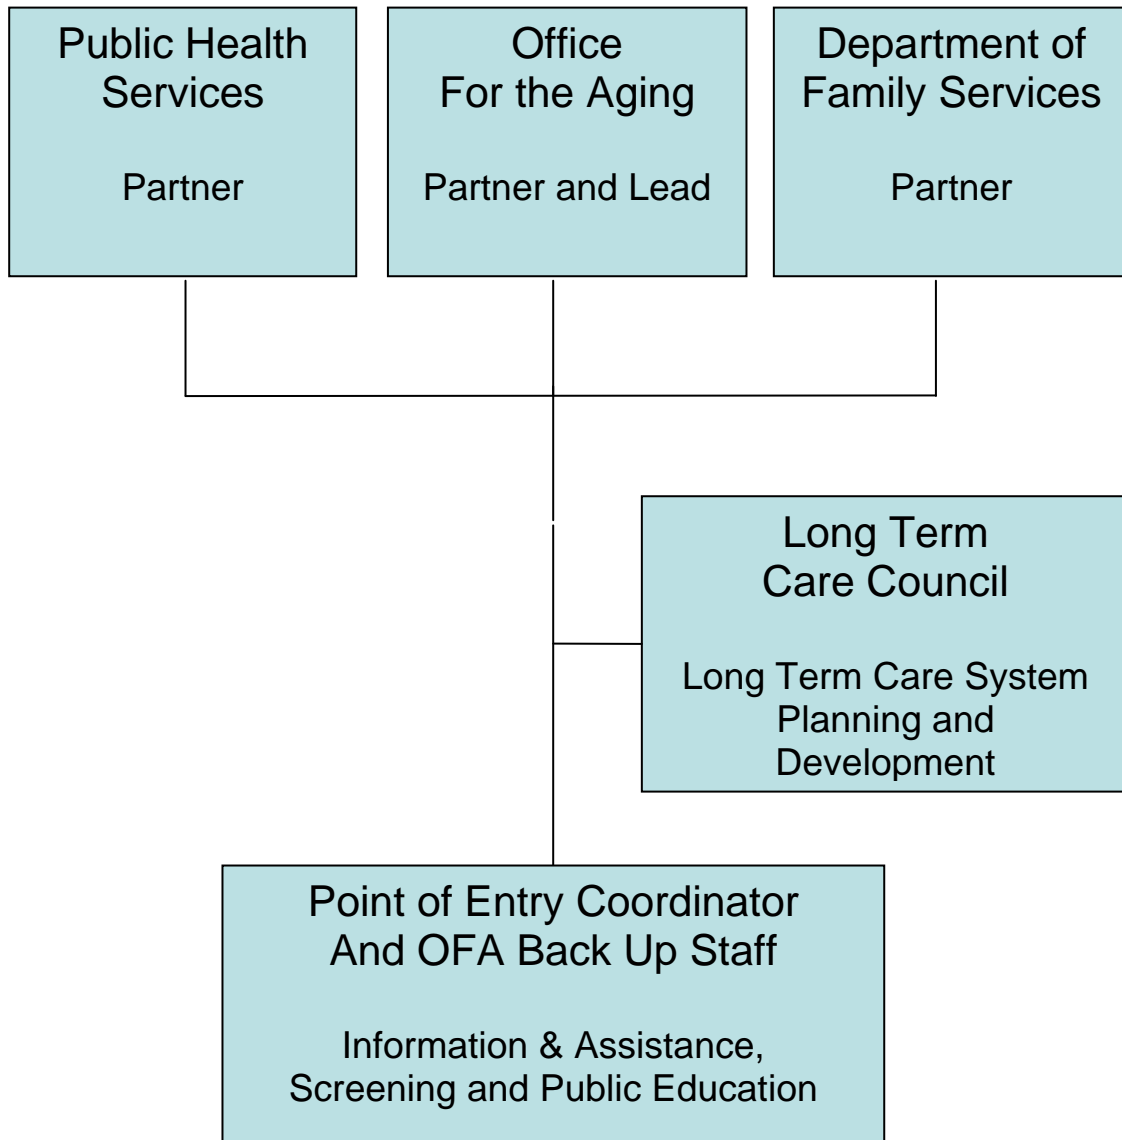 Public Health
Services
Partner
Office
For the Aging
Partner and Lead
Department of
Family Services
Partner
Long Term
Care Council
Long Term Care System
Planning and
Development
Point of Entry Coordinator
And OFA Back Up Staff
Information & Assistance,
Screening and Public Education